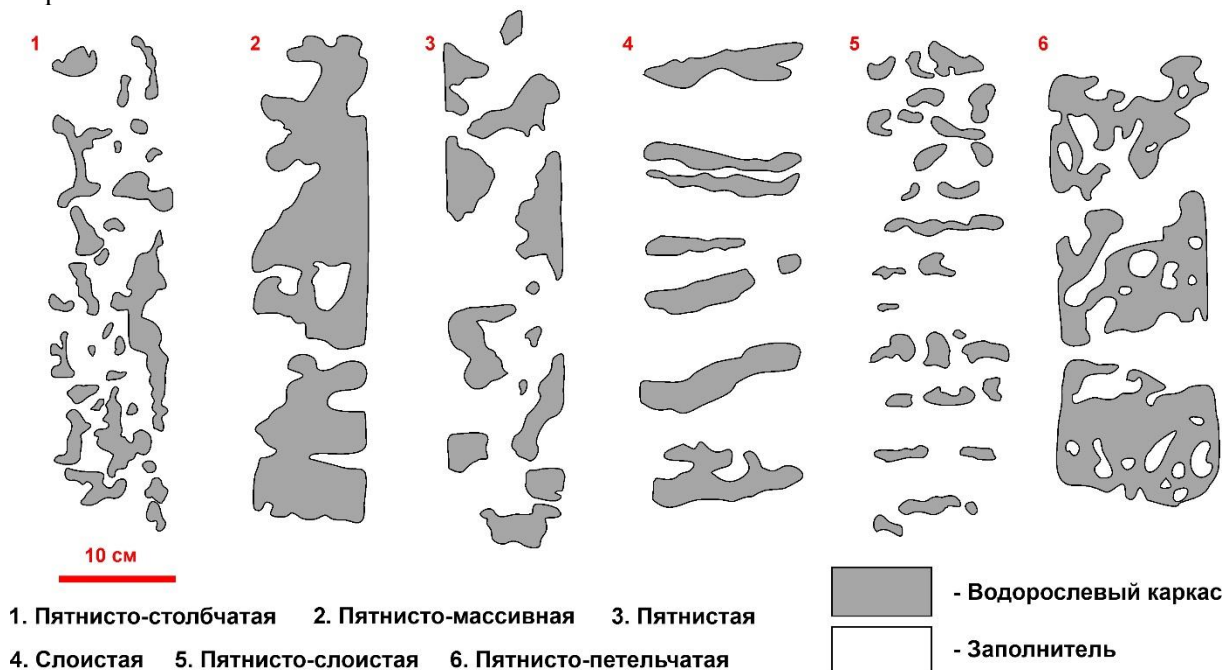 1 2 3 4 5 6
10 см
1. Пятнисто-столбчатая 2. Пятнисто-массивная 3. Пятнистая
4. Слоистая 5. Пятнисто-слоистая 6. Пятнисто-петельчатая
- Водорослевый каркас
- Заполнитель